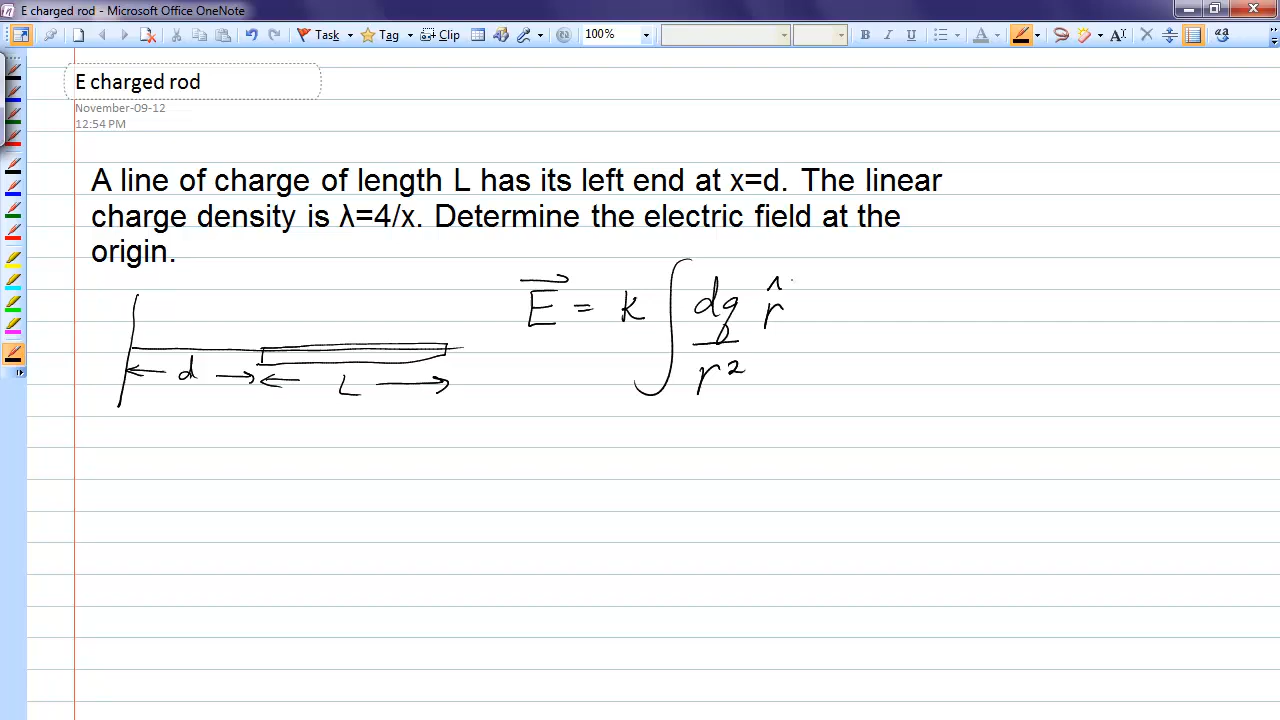 E charged rod - Microsoft Office OneNote
Task Tag Clip 100% B I U A A
E charged rod
November-09-12
12:54 PM
A line of charge of length L has its left end at x=d. The linear
charge density is λ=4/x. Determine the electric field at the
origin.
d L
E⃗ = k ∫ dq/r² r̂